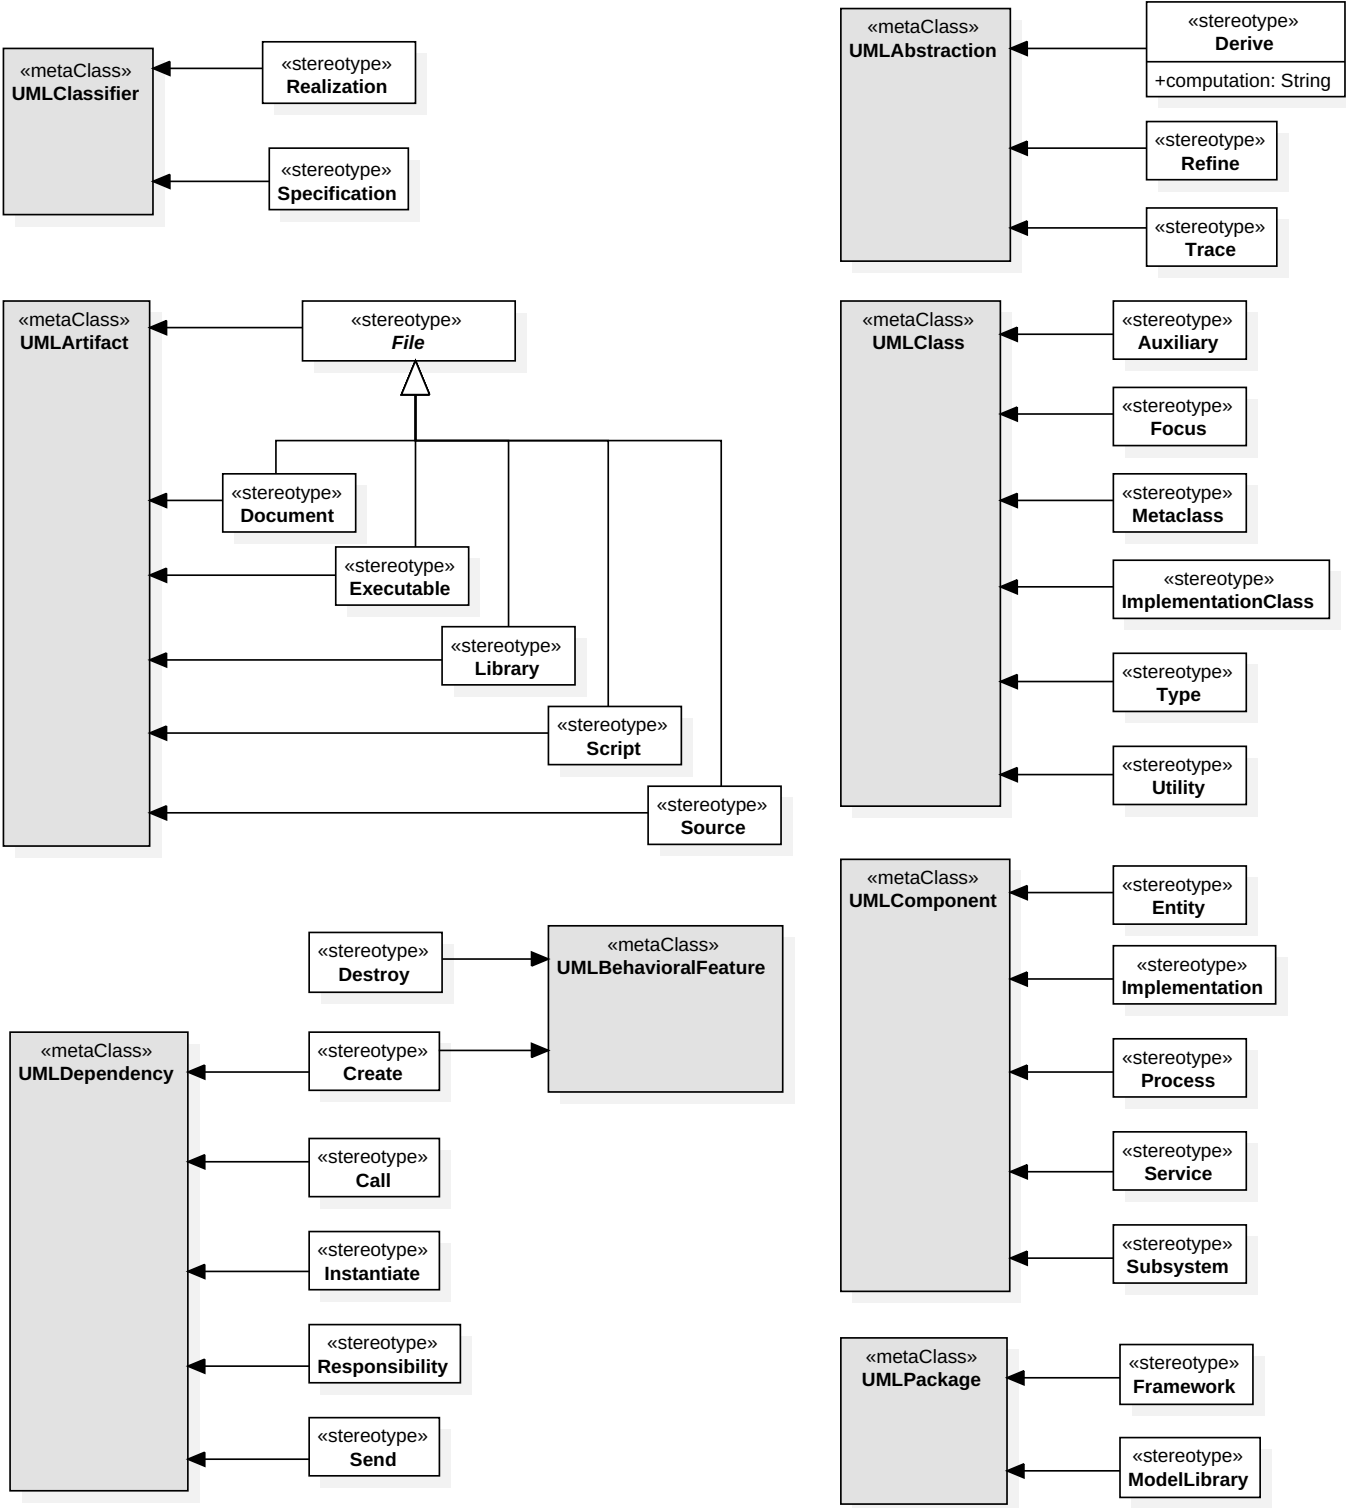 «metaClass»
UMLClassifier
«stereotype»
Realization
«stereotype»
Specification
«metaClass»
UMLAbstraction
«stereotype»
Derive
+computation: String
«stereotype»
Refine
«stereotype»
Trace
«metaClass»
UMLArtifact
«stereotype»
File
«stereotype»
Document
«stereotype»
Executable
«stereotype»
Library
«stereotype»
Script
«stereotype»
Source
«metaClass»
UMLClass
«stereotype»
Auxiliary
«stereotype»
Focus
«stereotype»
Metaclass
«stereotype»
ImplementationClass
«stereotype»
Type
«stereotype»
Utility
«stereotype»
Destroy
«metaClass»
UMLBehavioralFeature
«metaClass»
UMLDependency
«stereotype»
Create
«stereotype»
Call
«stereotype»
Instantiate
«stereotype»
Responsibility
«stereotype»
Send
«metaClass»
UMLComponent
«stereotype»
Entity
«stereotype»
Implementation
«stereotype»
Process
«stereotype»
Service
«stereotype»
Subsystem
«metaClass»
UMLPackage
«stereotype»
Framework
«stereotype»
ModelLibrary